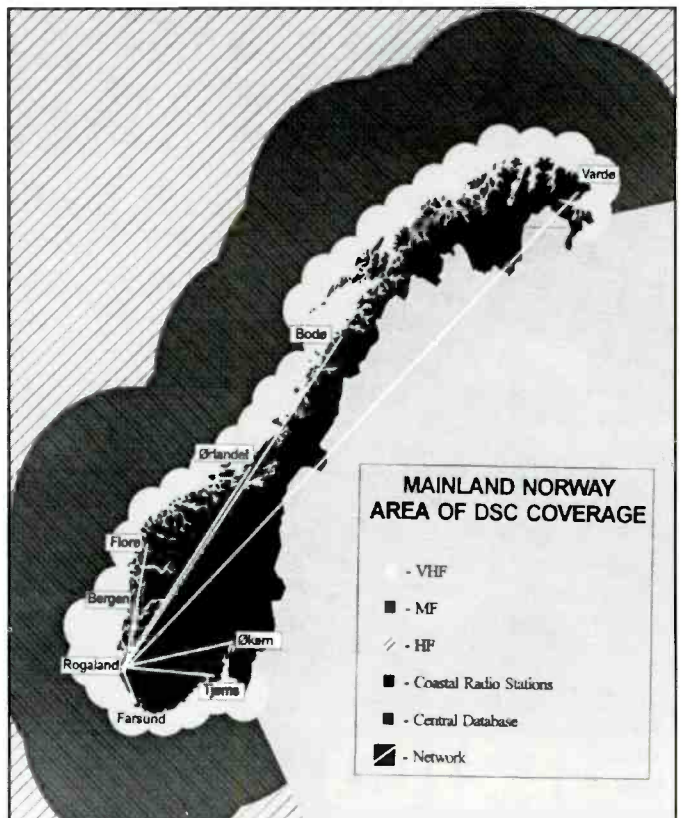 Vardø
Bodø
Ørlandet
Florø
Bergen
Økern
Rogaland
Tjøme
Farsund
MAINLAND NORWAY
AREA OF DSC COVERAGE
- VHF
- MF
- HF
- Coastal Radio Stations
- Central Database
- Network